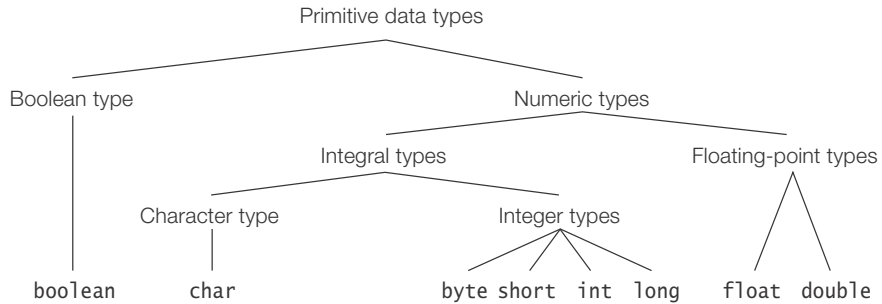 Primitive data types
Boolean type Numeric types
Integral types Floating-point types
Character type Integer types
boolean char byte short int long float double